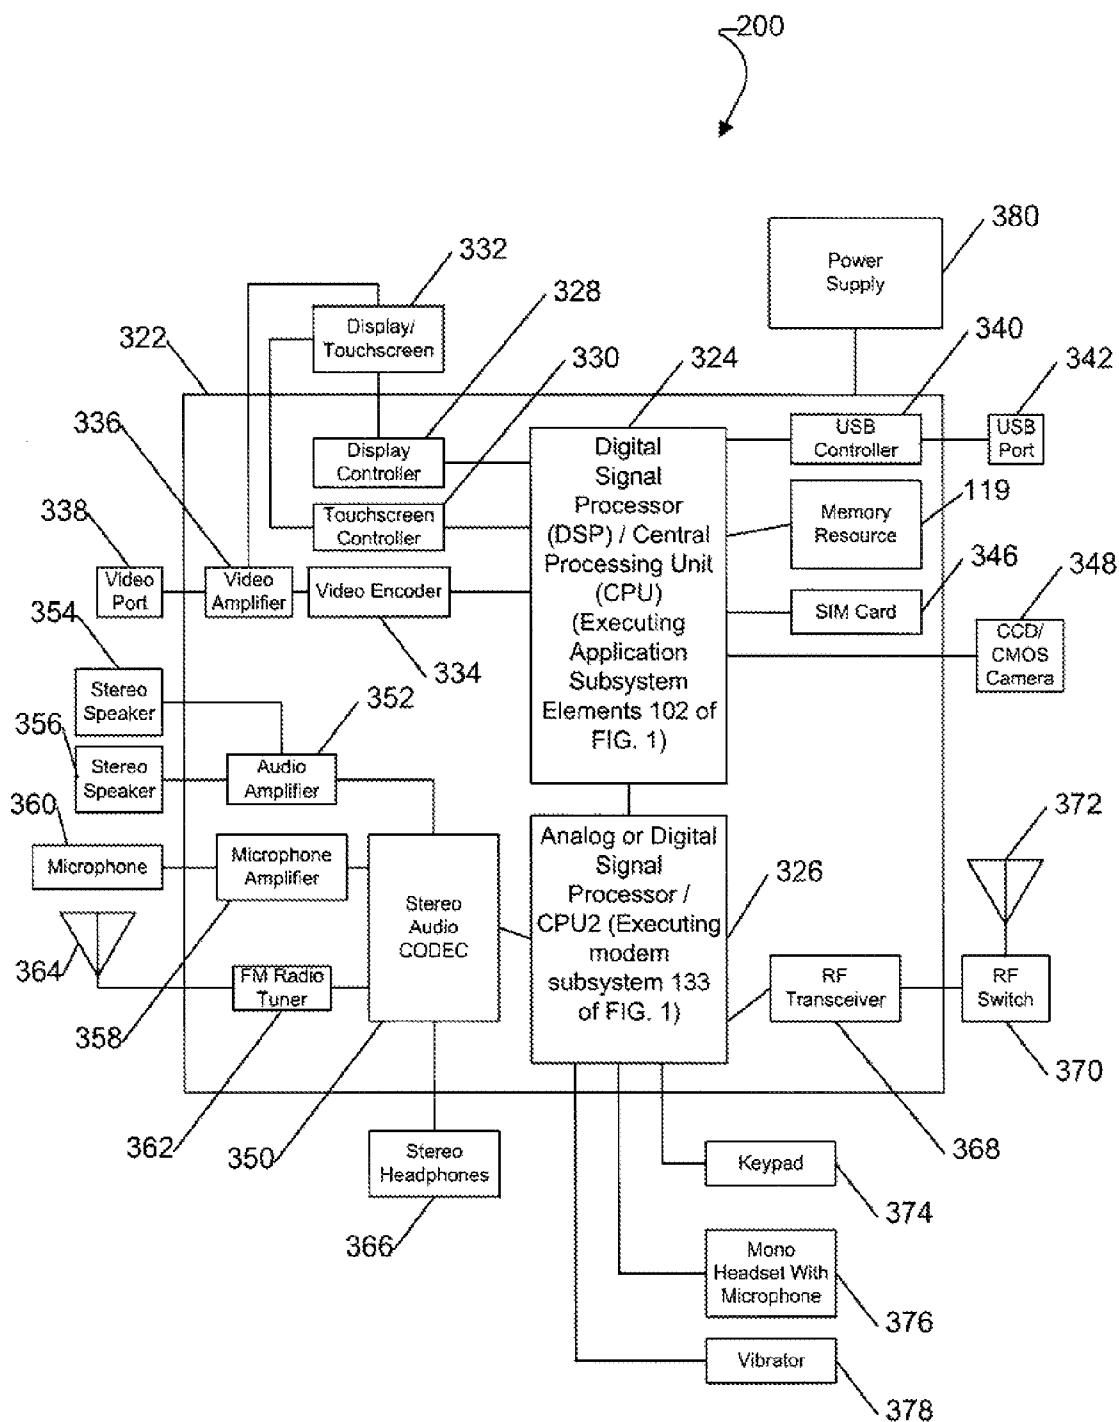 200
380
Power
Supply
332
328
Display/
Touchscreen
322
330
324
340
342
336
USB
Controller
USB
Port
Display
Controller
Digital
Signal
Processor
(DSP) / Central
Processing Unit
(CPU)
(Executing
Application
Subsystem
Elements 102 of
FIG. 1)
119
338
Touchscreen
Controller
Memory
Resource
346
348
Video
Port
Video
Amplifier
Video Encoder
SIM Card
354
334
CCD/
CMOS
Camera
Stereo
Speaker
352
356
Stereo
Speaker
Audio
Amplifier
360
372
Microphone
Microphone
Amplifier
Stereo
Audio
CODEC
Analog or Digital
Signal
Processor /
CPU2 (Executing
modem
subsystem 133
of FIG. 1)
326
364
FM Radio
Tuner
RF
Transceiver
RF
Switch
358
370
362
350
Stereo
Headphones
368
Keypad
374
366
Mono
Headset With
Microphone
376
Vibrator
378